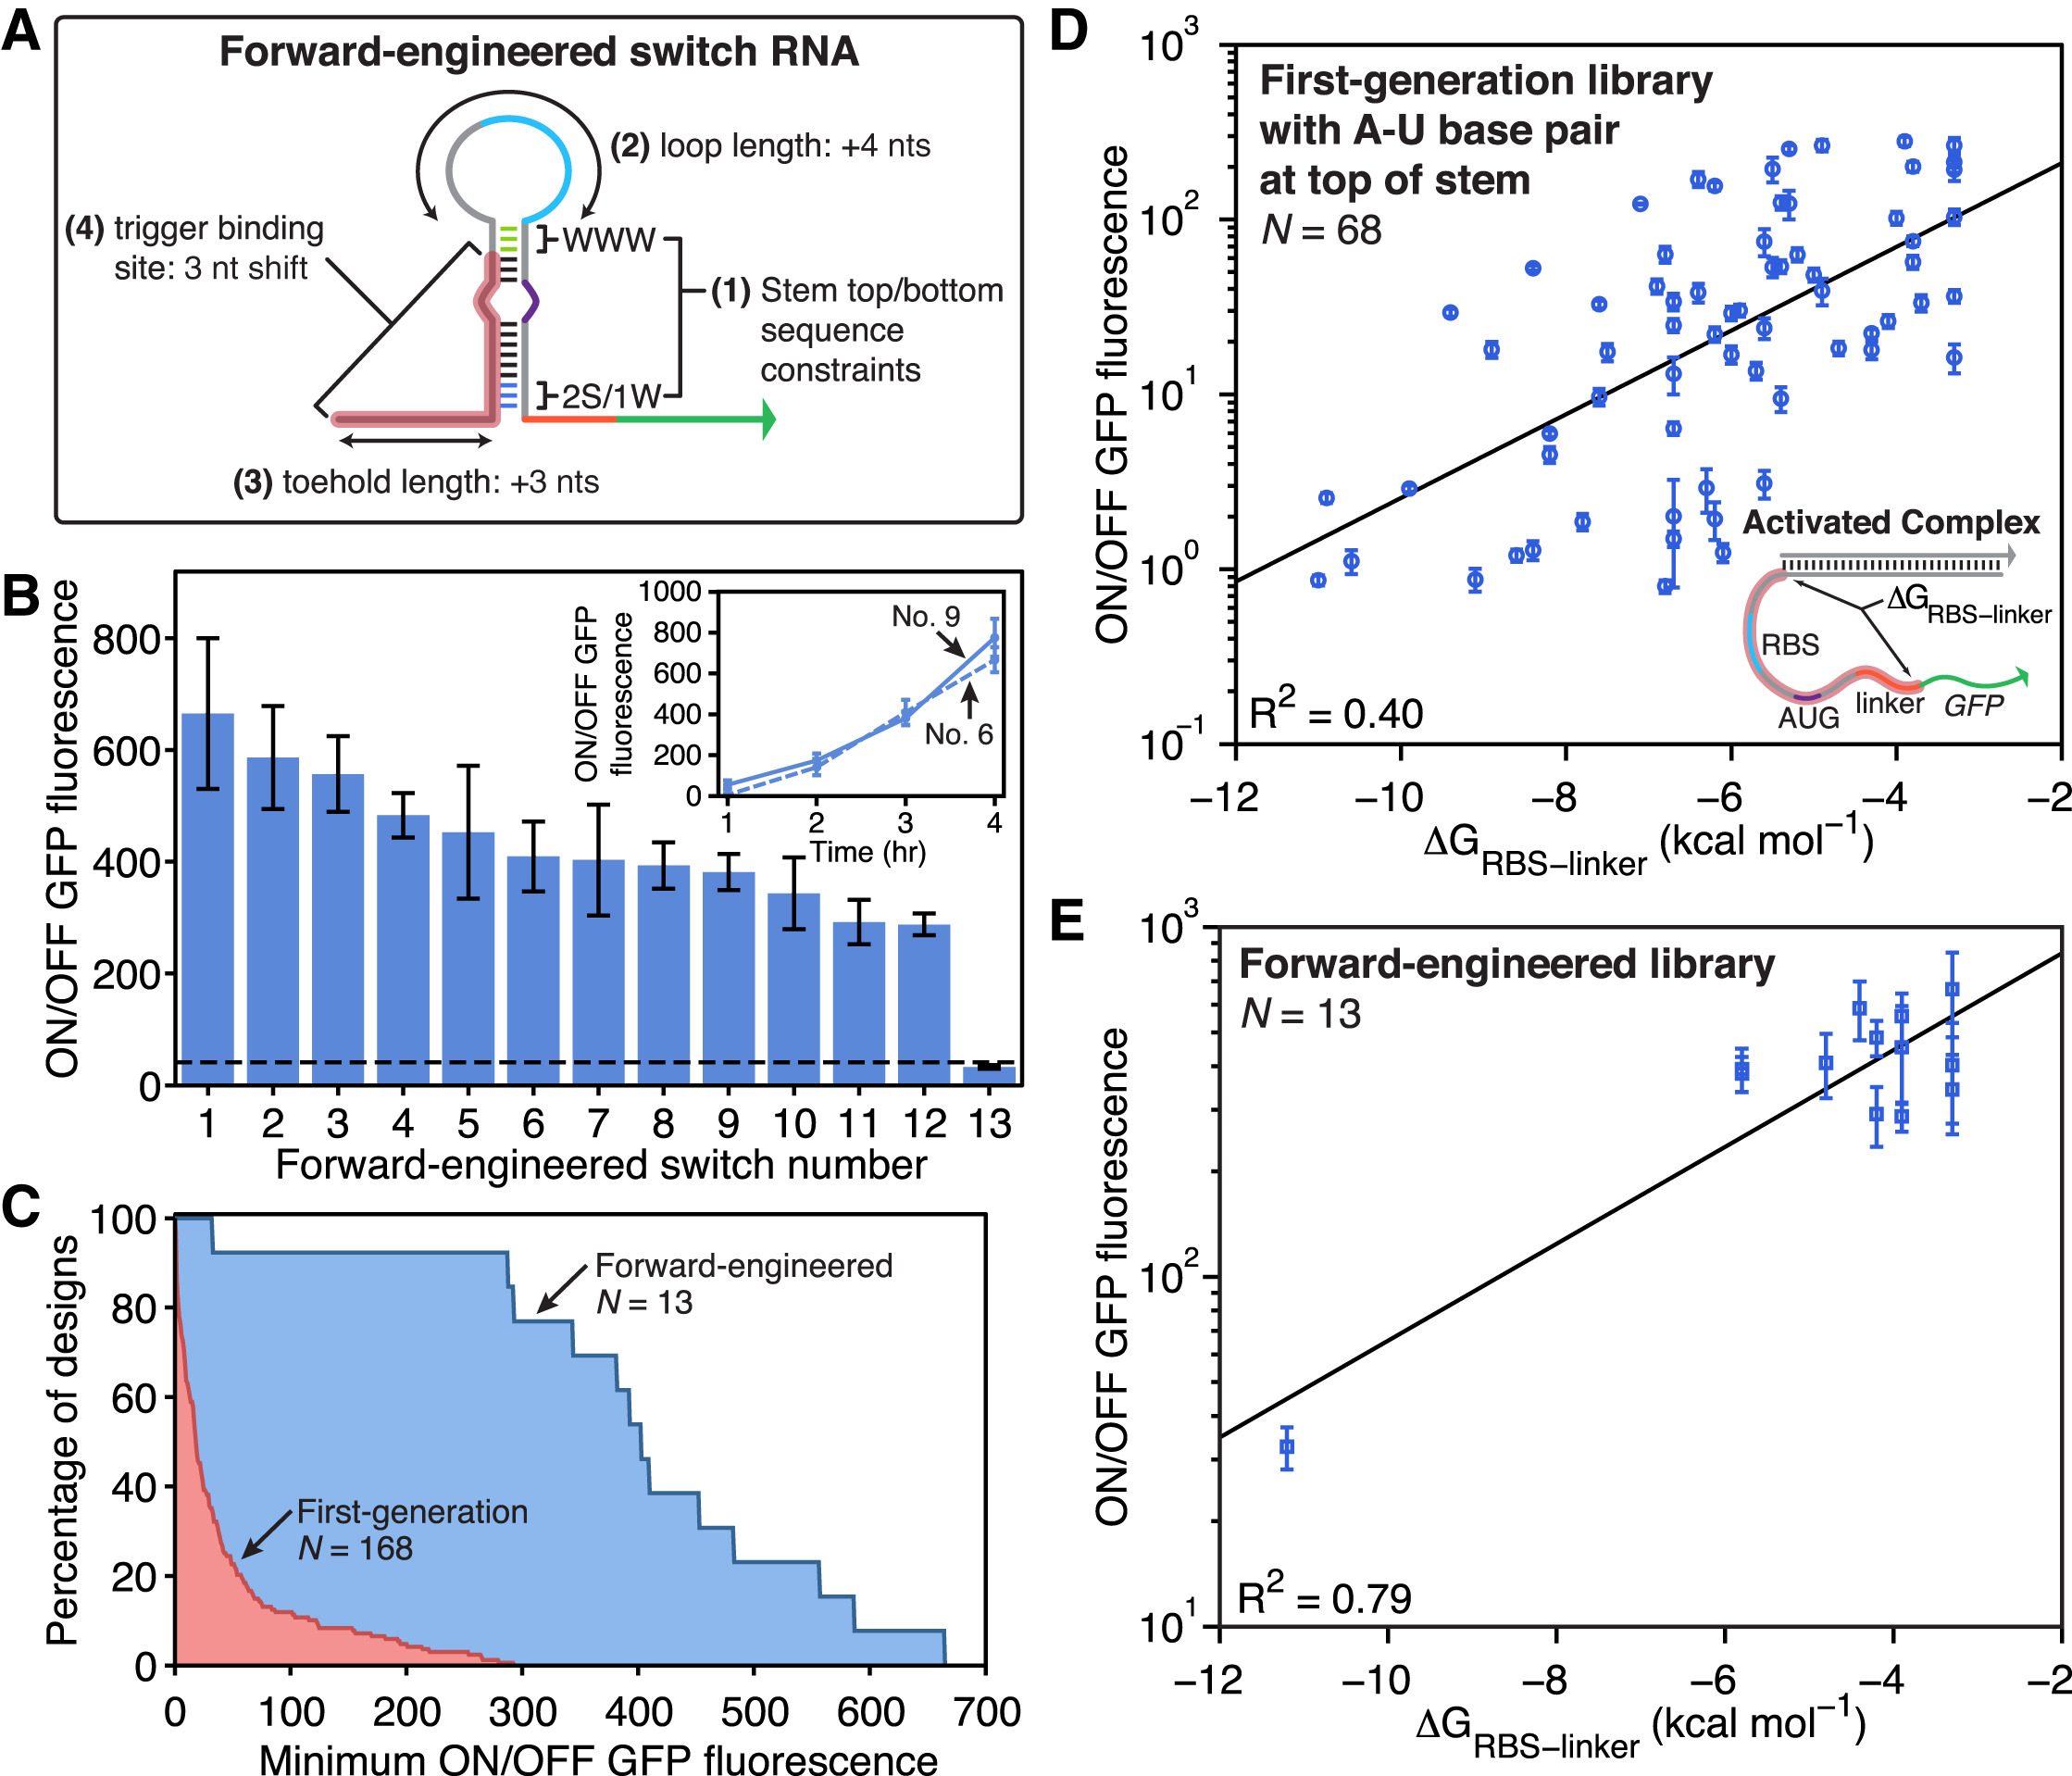 A
Forward-engineered switch RNA
(2) loop length: +4 nts
(4) trigger binding
site: 3 nt shift
WWW
(1) Stem top/bottom
sequence
constraints
2S/1W
(3) toehold length: +3 nts
B
ON/OFF GFP fluorescence
800
600
400
200
0
1 2 3 4 5 6 7 8 9 10 11 12 13
Forward-engineered switch number
ON/OFF GFP
fluorescence
1000
800
600
400
200
0
No. 9
No. 6
1 2 3 4
Time (hr)
C
Percentage of designs
100
80
60
40
20
0
Forward-engineered
N = 13
First-generation
N = 168
0 100 200 300 400 500 600 700
Minimum ON/OFF GFP fluorescence
D
ON/OFF GFP fluorescence
10³
10²
10¹
10⁰
10⁻¹
First-generation library
with A-U base pair
at top of stem
N = 68
Activated Complex
ΔG RBS−linker
RBS
AUG
linker
GFP
R² = 0.40
−12 −10 −8 −6 −4 −2
ΔG RBS−linker (kcal mol⁻¹)
E
ON/OFF GFP fluorescence
10³
10²
10¹
Forward-engineered library
N = 13
R² = 0.79
−12 −10 −8 −6 −4 −2
ΔG RBS−linker (kcal mol⁻¹)